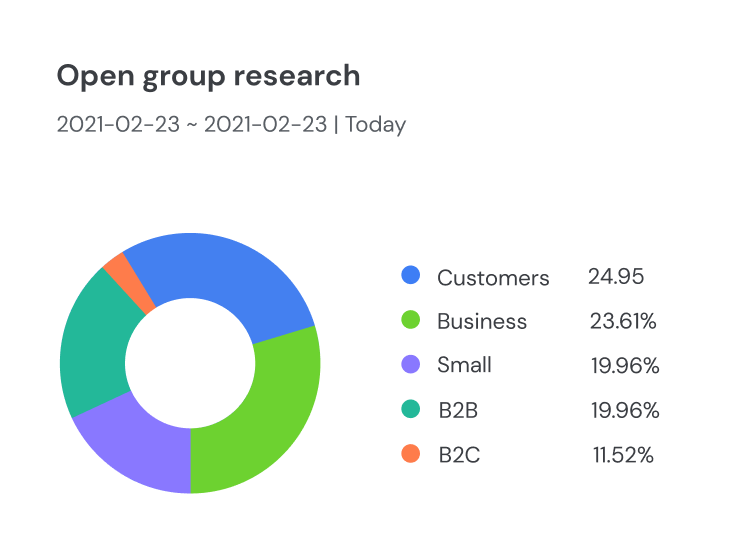 Open group research
2021-02-23 ~ 2021-02-23 | Today
Customers 24.95
Business 23.61%
Small 19.96%
B2B 19.96%
B2C 11.52%